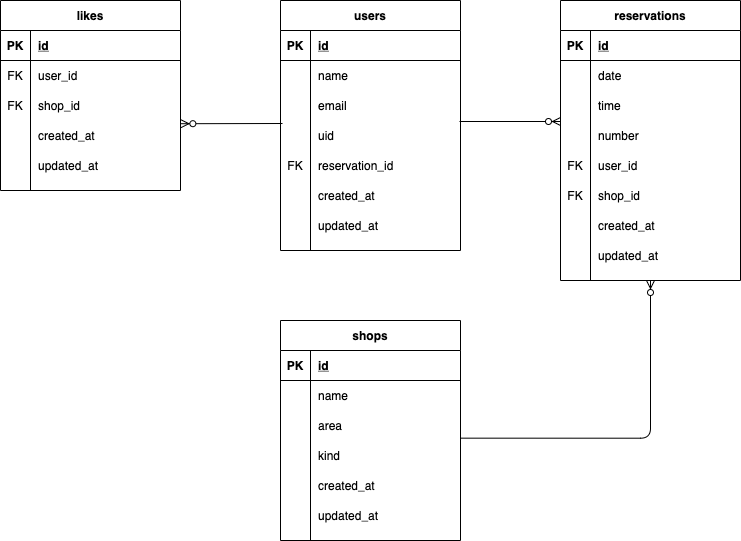 likes
PK id
FK user_id
FK shop_id
created_at
updated_at
users
PK id
name
email
uid
FK reservation_id
created_at
updated_at
reservations
PK id
date
time
number
FK user_id
FK shop_id
created_at
updated_at
shops
PK id
name
area
kind
created_at
updated_at